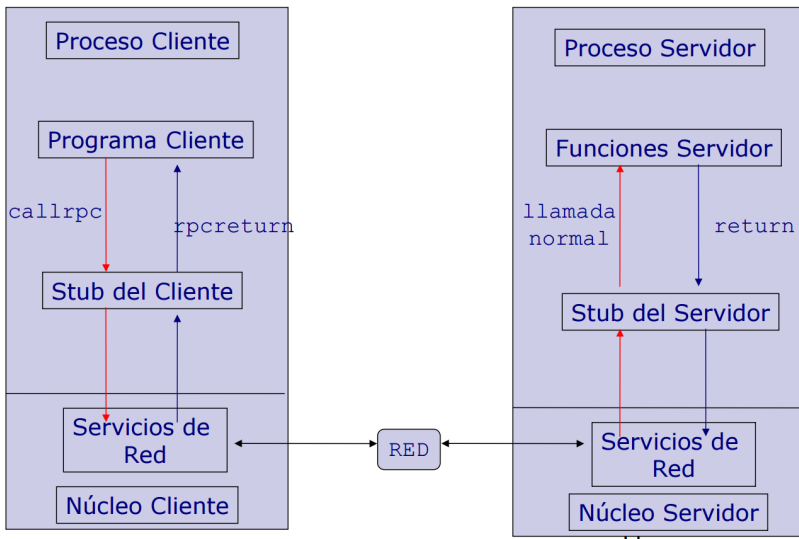 Proceso Cliente
Programa Cliente
callrpc
rpcreturn
Stub del Cliente
Servicios de
Red
Núcleo Cliente
RED
Proceso Servidor
Funciones Servidor
llamada
normal
return
Stub del Servidor
Servicios de
Red
Núcleo Servidor